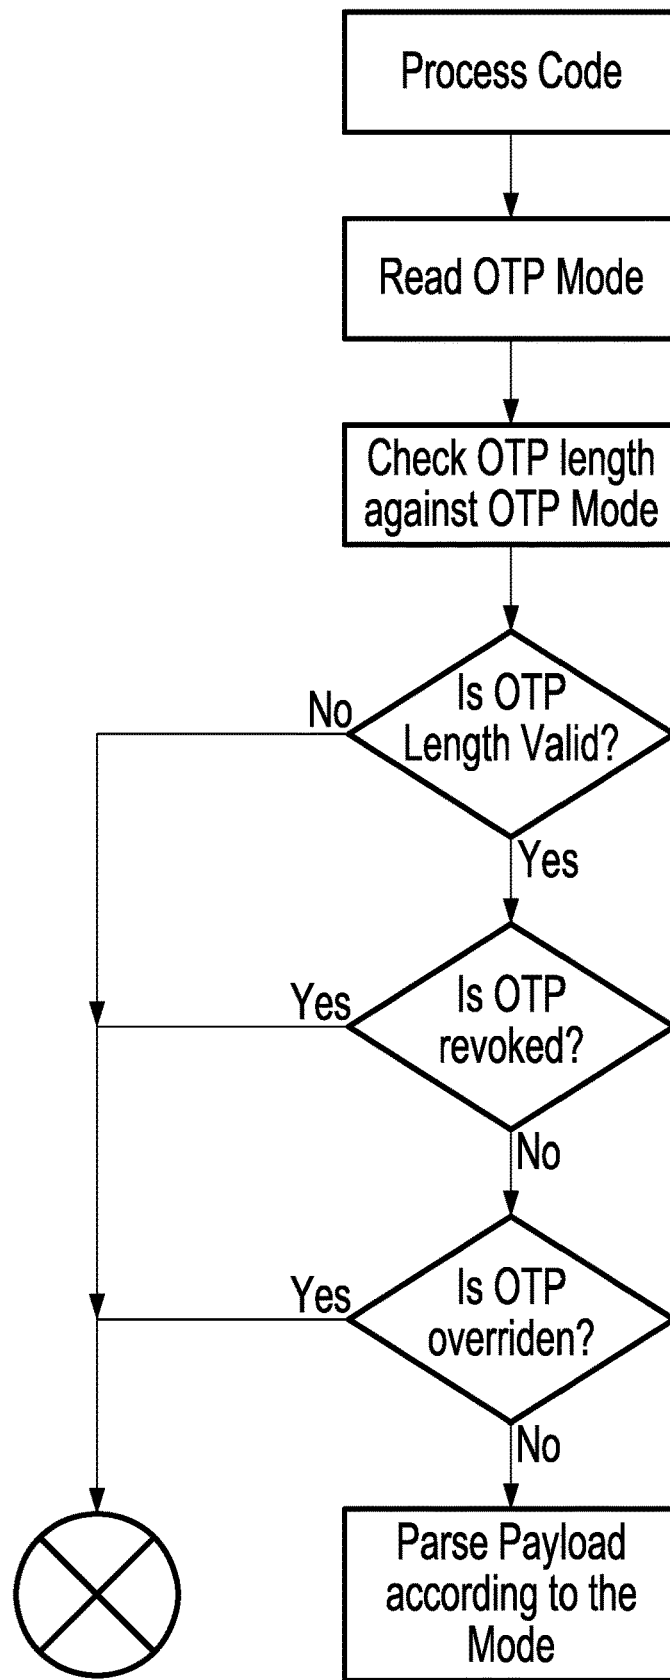 Process Code
Read OTP Mode
Check OTP length
against OTP Mode
Is OTP
Length Valid?
No
Yes
Is OTP
revoked?
Yes
No
Is OTP
overriden?
Yes
No
Parse Payload
according to the
Mode